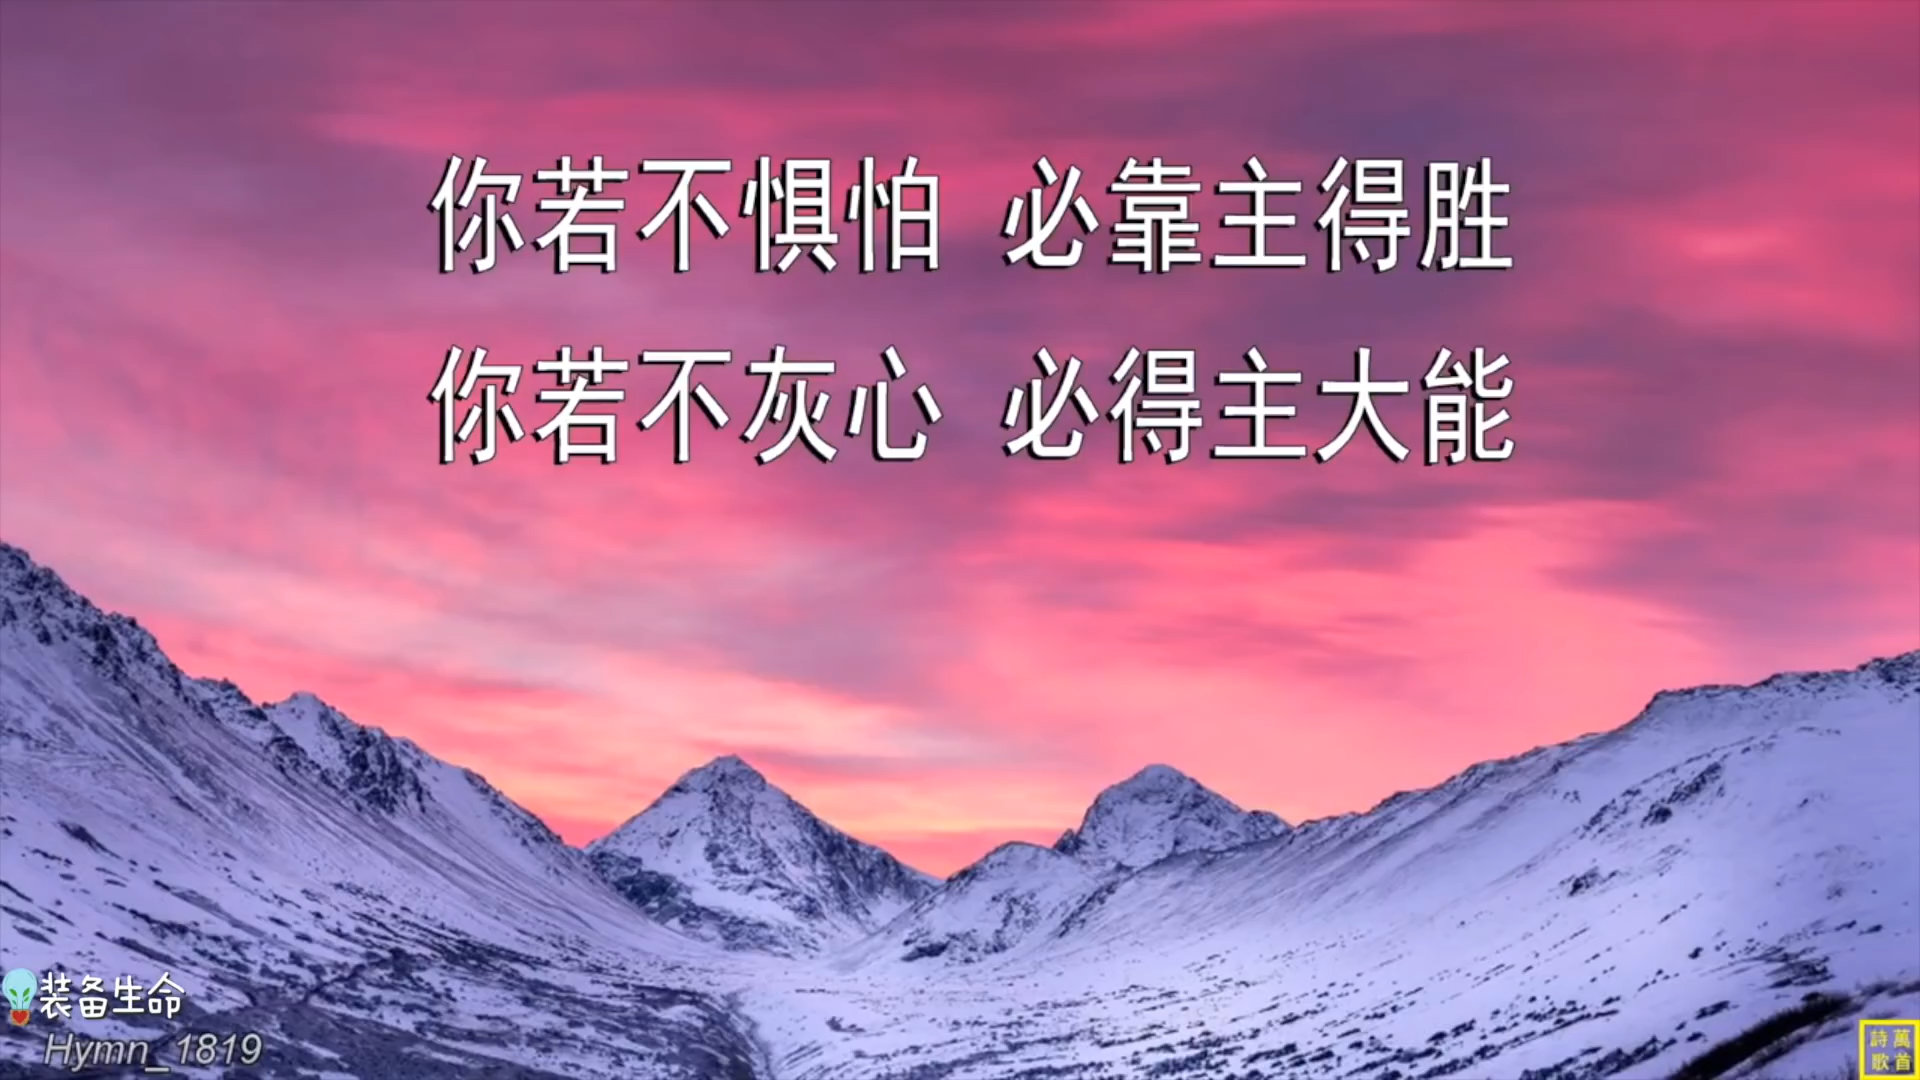 你若不惧怕 必靠主得胜
你若不灰心 必得主大能
装备生命
Hymn_1819
萬首
詩歌